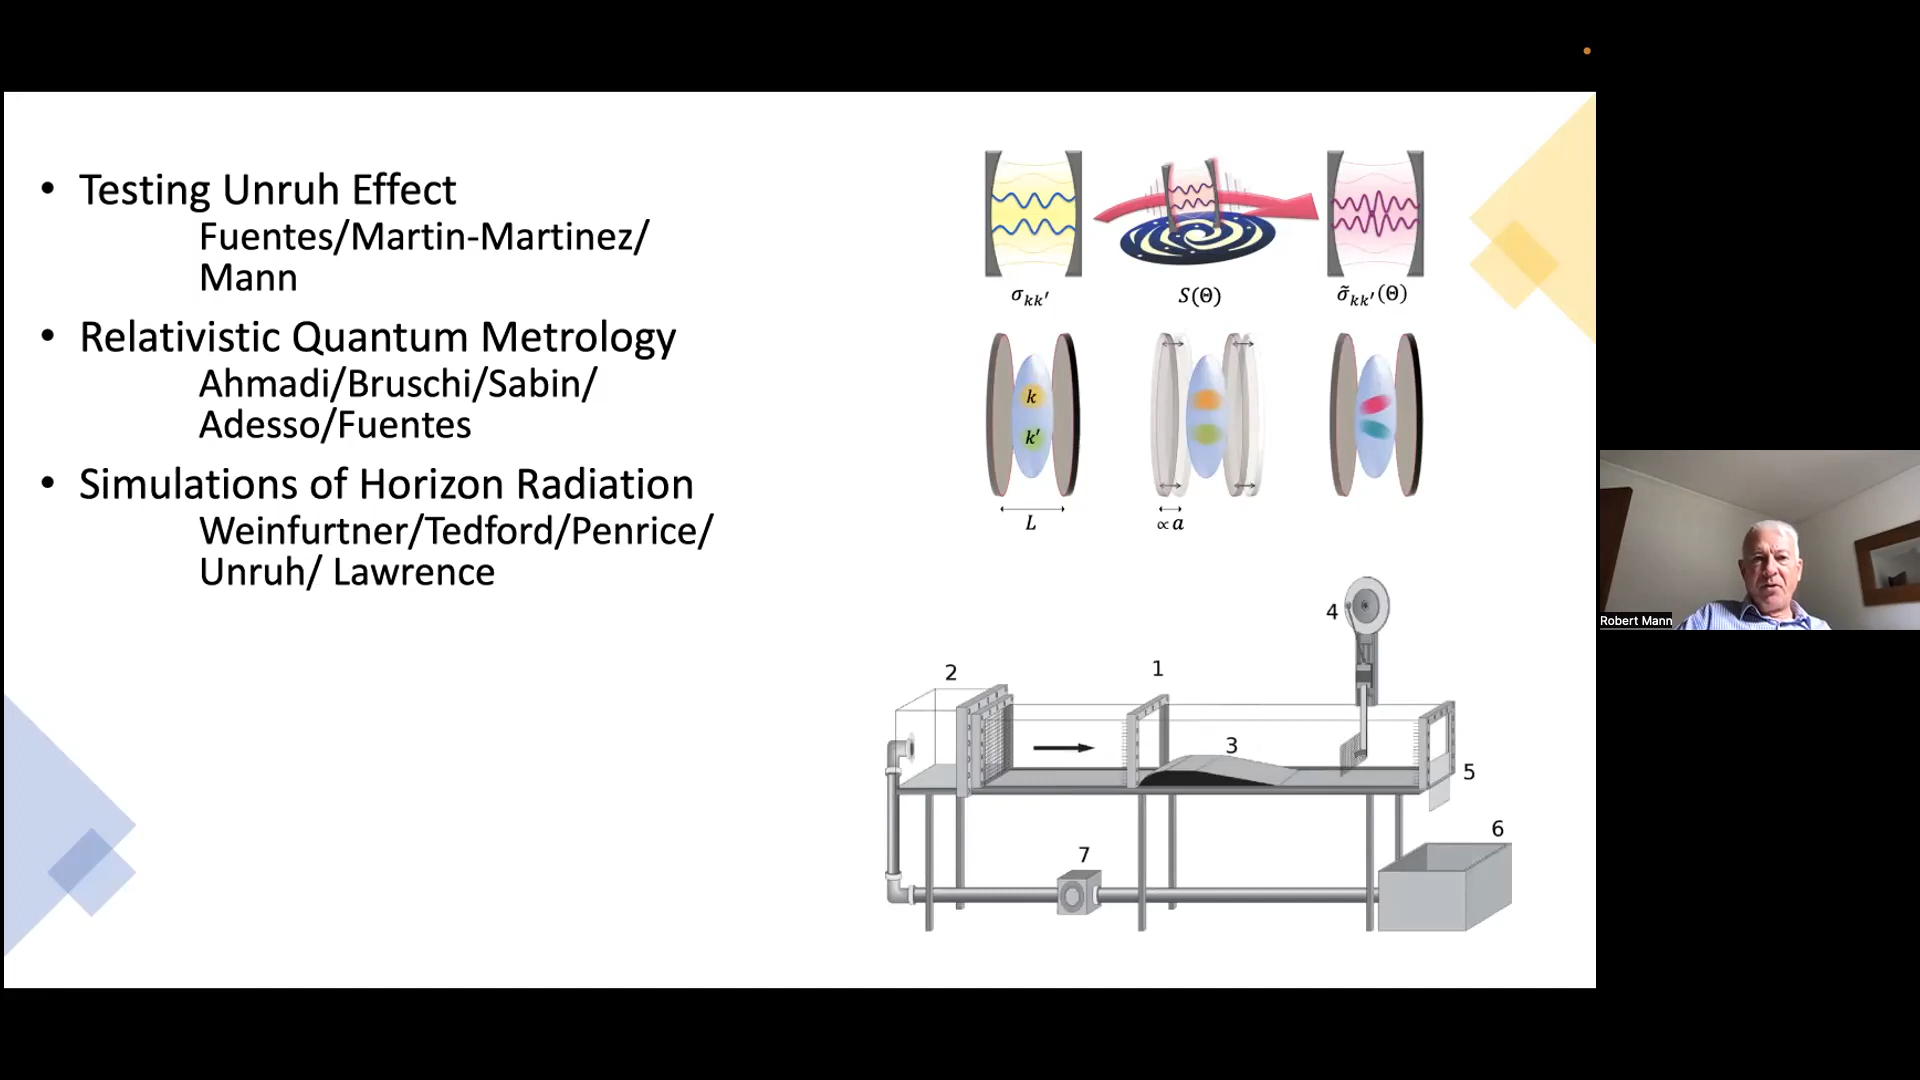 • Testing Unruh Effect
Fuentes/Martin-Martinez/
Mann
• Relativistic Quantum Metrology
Ahmadi/Bruschi/Sabin/
Adesso/Fuentes
• Simulations of Horizon Radiation
Weinfurtner/Tedford/Penrice/
Unruh/ Lawrence
σkk′
S(Θ)
σ̃kk′(Θ)
k
k′
L
∝ a
4
2
1
3
5
6
7
Robert Mann